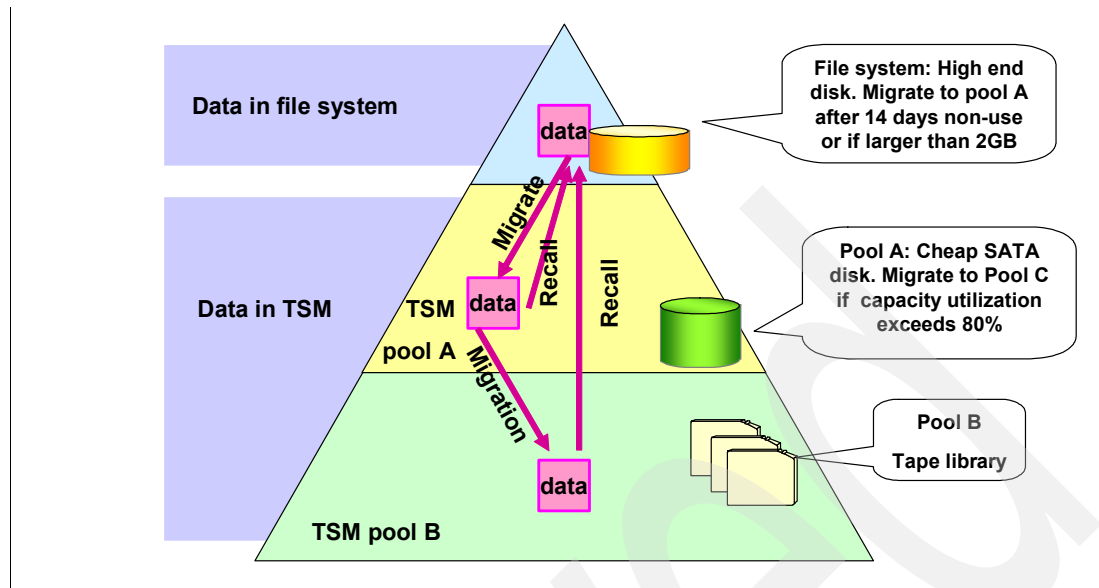 Data in file system
data
File system: High end
disk. Migrate to pool A
after 14 days non-use
or if larger than 2GB
Migrate
Recall
Recall
Data in TSM
data
TSM
pool A
Pool A: Cheap SATA
disk. Migrate to Pool C
if capacity utilization
exceeds 80%
Migration
data
Pool B
Tape library
TSM pool B